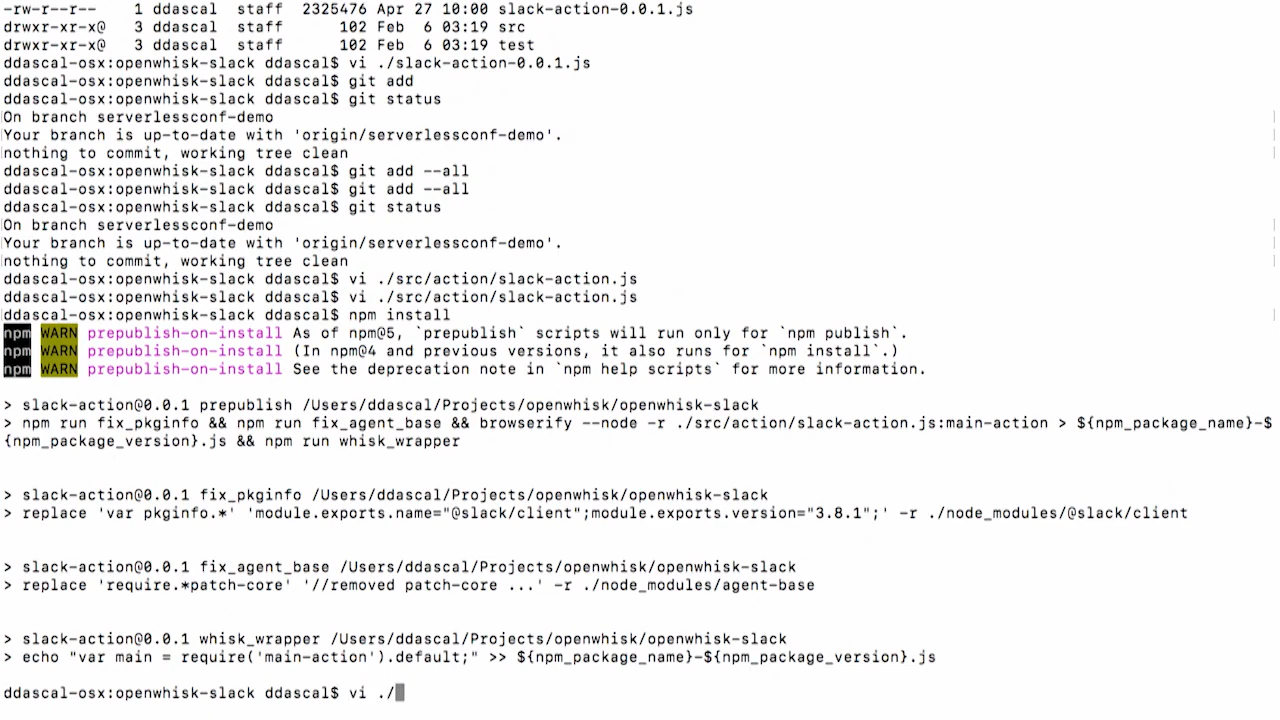 -rw-r--r-- 1 ddascal staff 2325476 Apr 27 10:00 slack-action-0.0.1.js
drwxr-xr-x@ 3 ddascal staff 102 Feb 6 03:19 src
drwxr-xr-x@ 3 ddascal staff 102 Feb 6 03:19 test
ddascal-osx:openwhisk-slack ddascal$ vi ./slack-action-0.0.1.js
ddascal-osx:openwhisk-slack ddascal$ git add
ddascal-osx:openwhisk-slack ddascal$ git status
On branch serverlessconf-demo
Your branch is up-to-date with 'origin/serverlessconf-demo'.
nothing to commit, working tree clean
ddascal-osx:openwhisk-slack ddascal$ git add --all
ddascal-osx:openwhisk-slack ddascal$ git add --all
ddascal-osx:openwhisk-slack ddascal$ git status
On branch serverlessconf-demo
Your branch is up-to-date with 'origin/serverlessconf-demo'.
nothing to commit, working tree clean
ddascal-osx:openwhisk-slack ddascal$ vi ./src/action/slack-action.js
ddascal-osx:openwhisk-slack ddascal$ vi ./src/action/slack-action.js
ddascal-osx:openwhisk-slack ddascal$ npm install
npm WARN prepublish-on-install As of npm@5, `prepublish` scripts will run only for `npm publish`.
npm WARN prepublish-on-install (In npm@4 and previous versions, it also runs for `npm install`.)
npm WARN prepublish-on-install See the deprecation note in `npm help scripts` for more information.
> slack-action@0.0.1 prepublish /Users/ddascal/Projects/openwhisk/openwhisk-slack
> npm run fix_pkginfo && npm run fix_agent_base && browserify --node -r ./src/action/slack-action.js:main-action > ${npm_package_name}-$
{npm_package_version}.js && npm run whisk_wrapper
> slack-action@0.0.1 fix_pkginfo /Users/ddascal/Projects/openwhisk/openwhisk-slack
> replace 'var pkginfo.*' 'module.exports.name="@slack/client";module.exports.version="3.8.1";' -r ./node_modules/@slack/client
> slack-action@0.0.1 fix_agent_base /Users/ddascal/Projects/openwhisk/openwhisk-slack
> replace 'require.*patch-core' '//removed patch-core ...' -r ./node_modules/agent-base
> slack-action@0.0.1 whisk_wrapper /Users/ddascal/Projects/openwhisk/openwhisk-slack
> echo "var main = require('main-action').default;" >> ${npm_package_name}-${npm_package_version}.js
ddascal-osx:openwhisk-slack ddascal$ vi ./